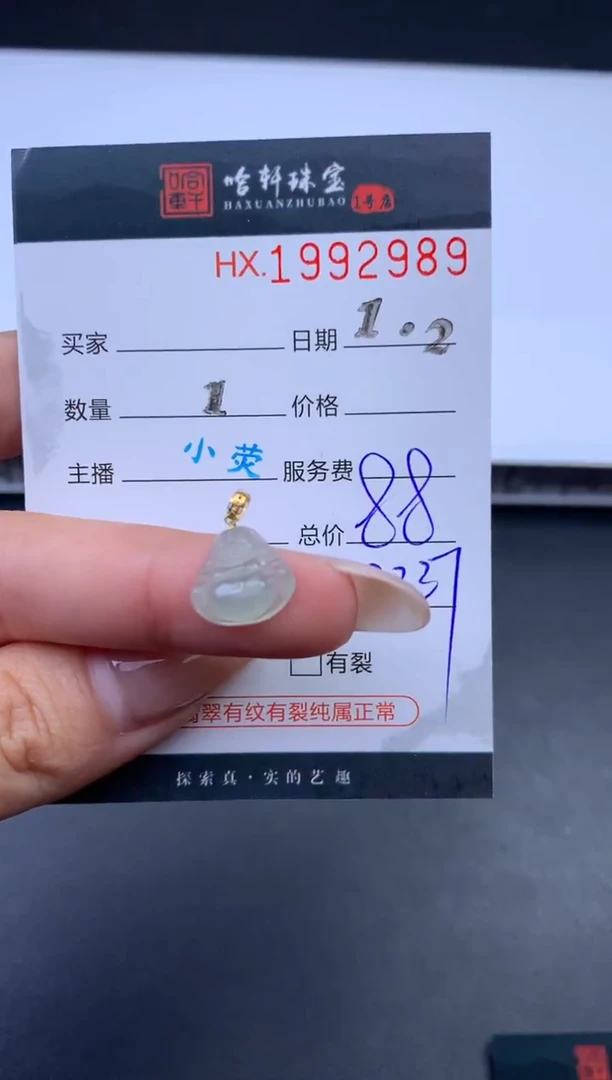 哈轩珠宝
HAXUANZHUBAO 1号店
HX.1992989
买家 日期 1.2
数量 1 价格
主播 小荧 服务费
总价 88
有裂
翠有纹有裂纯属正常
探索真·实的艺趣